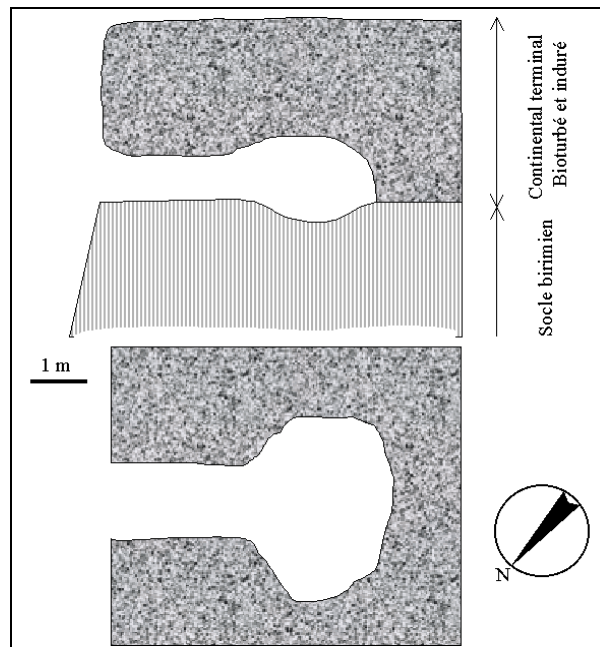 Continental terminal
Bioturbé et induré
Socle birimien
1 m
N